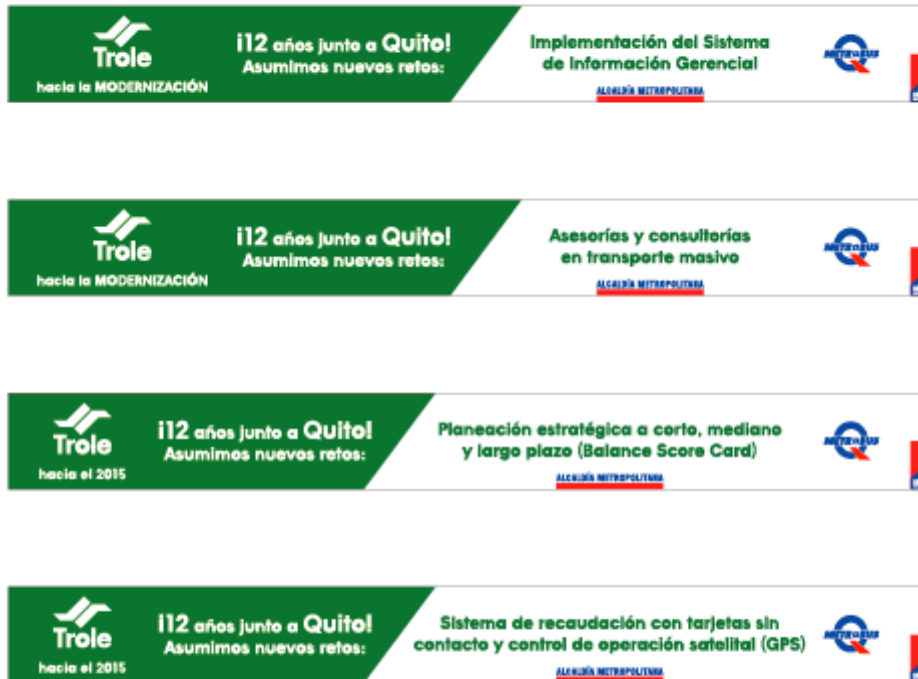 Trole
hacia la MODERNIZACIÓN
¡12 años junto a Quito!
Asumimos nuevos retos:
Implementación del Sistema
de Información Gerencial
ALCALDÍA METROPOLITANA
METROBUS
Trole
hacia la MODERNIZACIÓN
¡12 años junto a Quito!
Asumimos nuevos retos:
Asesorías y consultorías
en transporte masivo
ALCALDÍA METROPOLITANA
METROBUS
Trole
hacia el 2015
¡12 años junto a Quito!
Asumimos nuevos retos:
Planeación estratégica a corto, mediano
y largo plazo (Balance Score Card)
ALCALDÍA METROPOLITANA
METROBUS
Trole
hacia el 2015
¡12 años junto a Quito!
Asumimos nuevos retos:
Sistema de recaudación con tarjetas sin
contacto y control de operación satelital (GPS)
ALCALDÍA METROPOLITANA
METROBUS